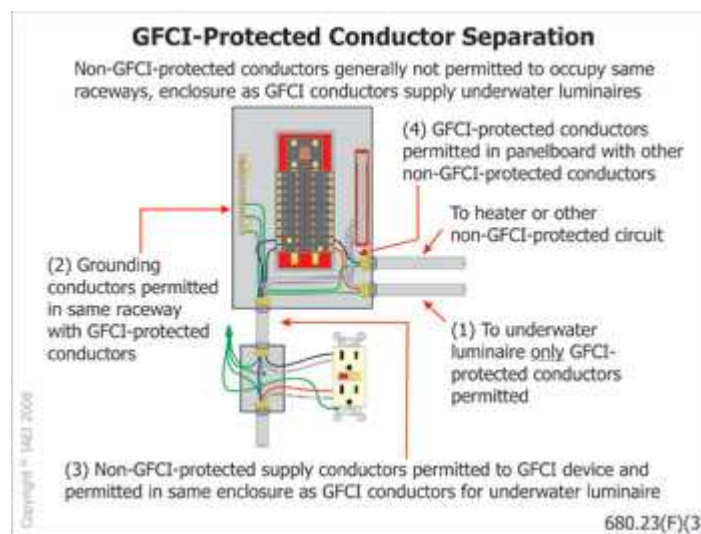 GFCI-Protected Conductor Separation
Non-GFCI-protected conductors generally not permitted to occupy same
raceways, enclosure as GFCI conductors supply underwater luminaires
(4) GFCI-protected conductors
permitted in panelboard with other
non-GFCI-protected conductors
To heater or other
non-GFCI-protected circuit
(2) Grounding
conductors permitted
in same raceway
with GFCI-protected
conductors
(1) To underwater
luminaire only GFCI-
protected conductors
permitted
(3) Non-GFCI-protected supply conductors permitted to GFCI device and
permitted in same enclosure as GFCI conductors for underwater luminaire
Copyright © IAEI 2008
680.23(F)(3